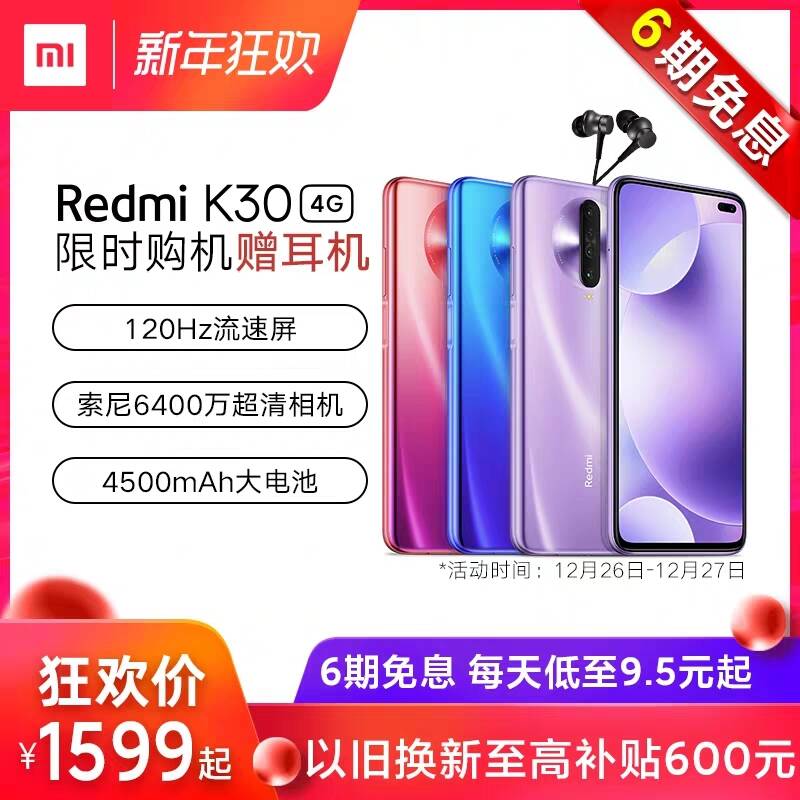 mi
新年狂欢
6期免息
Redmi K30 4G
限时购机赠耳机
120Hz流速屏
索尼6400万超清相机
4500mAh大电池
Redmi
*活动时间：12月26日-12月27日
狂欢价
¥1599起
6期免息 每天低至9.5元起
以旧换新至高补贴600元